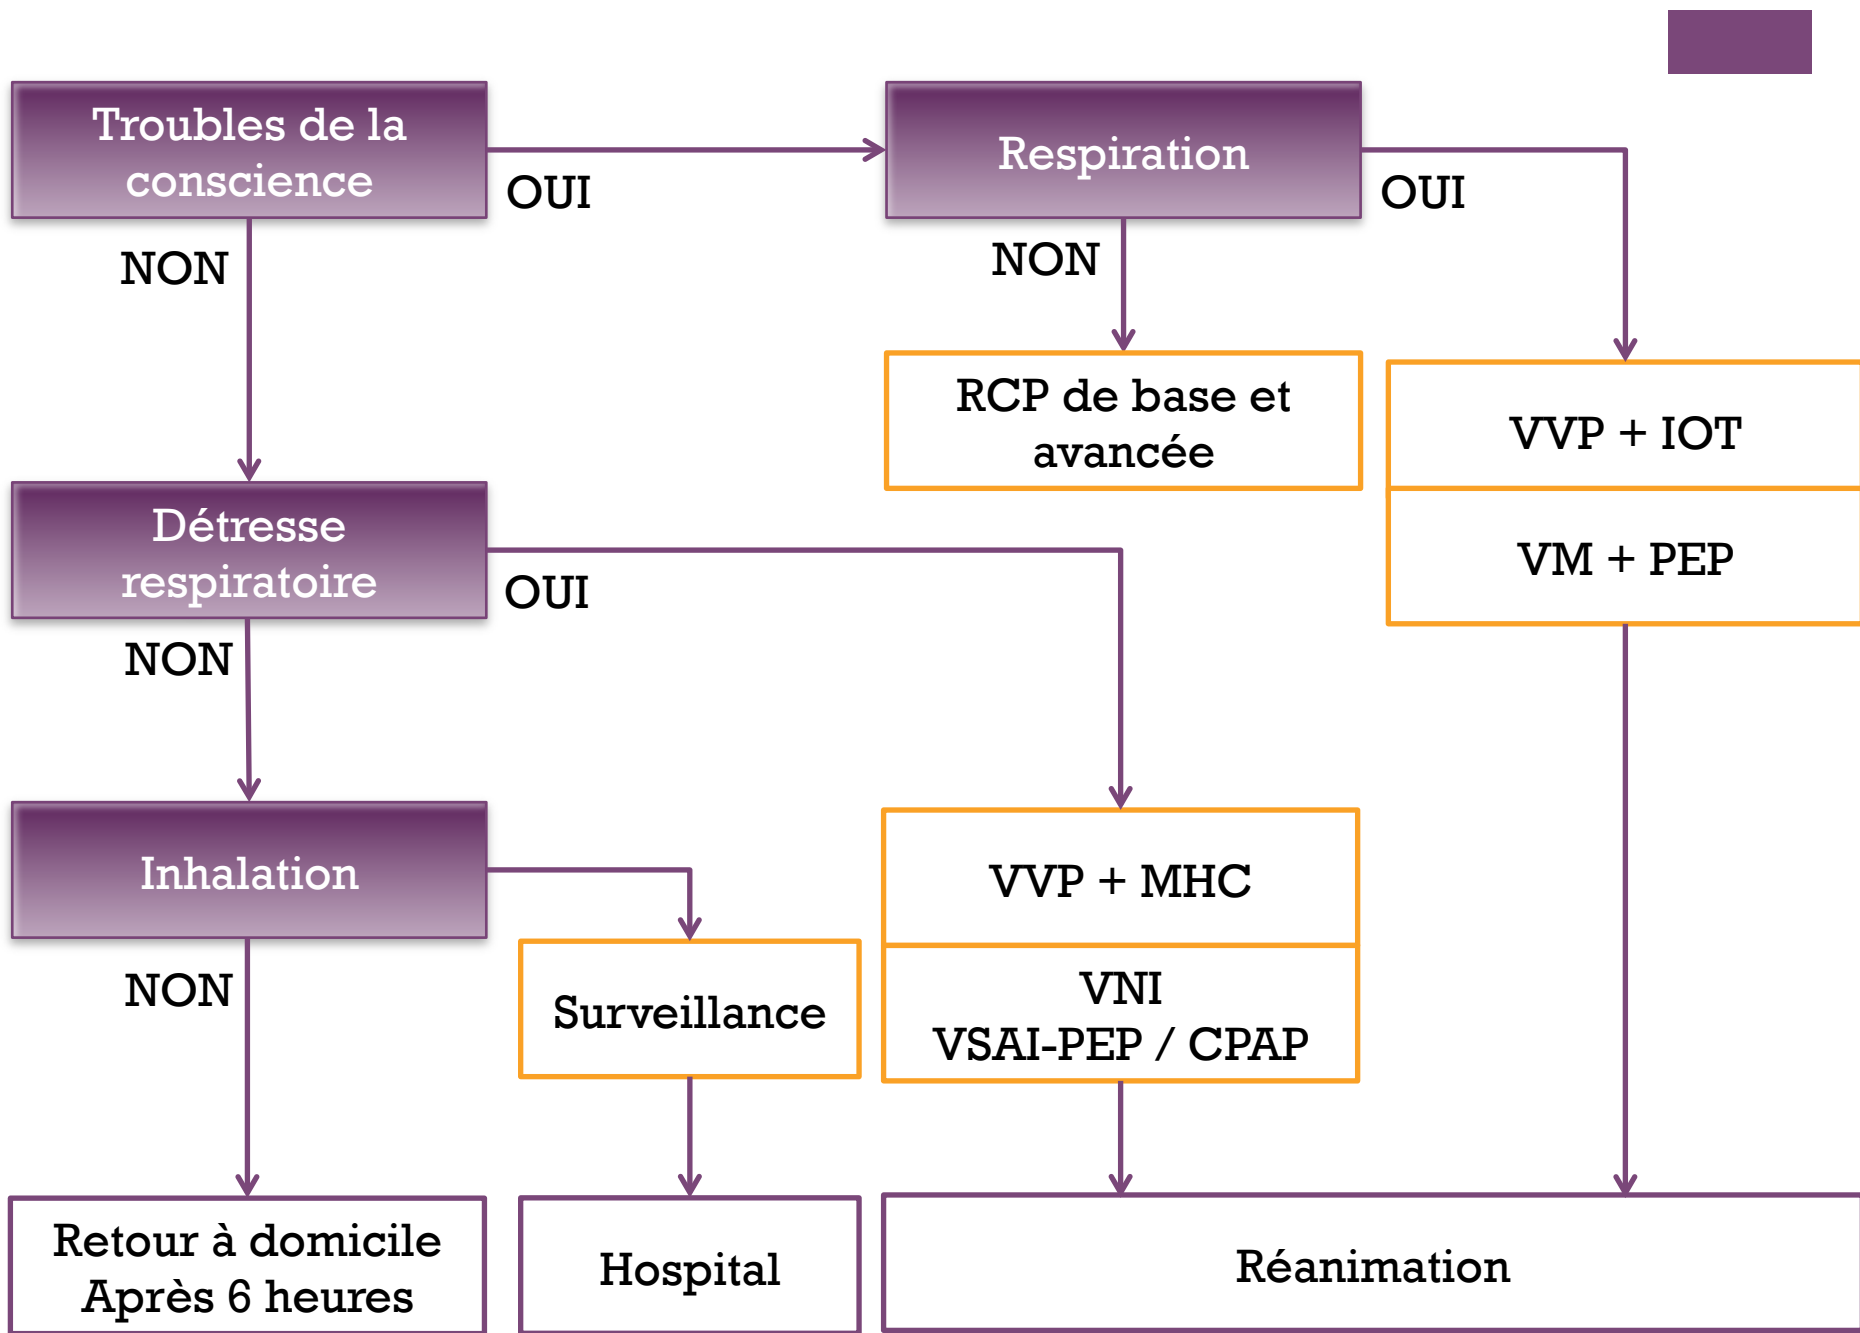 Troubles de la
conscience
OUI
Respiration
OUI
NON
NON
RCP de base et
avancée
VVP + IOT
VM + PEP
Détresse
respiratoire
OUI
NON
Inhalation
NON
Surveillance
VVP + MHC
VNI
VSAI-PEP / CPAP
Retour à domicile
Après 6 heures
Hospital
Réanimation